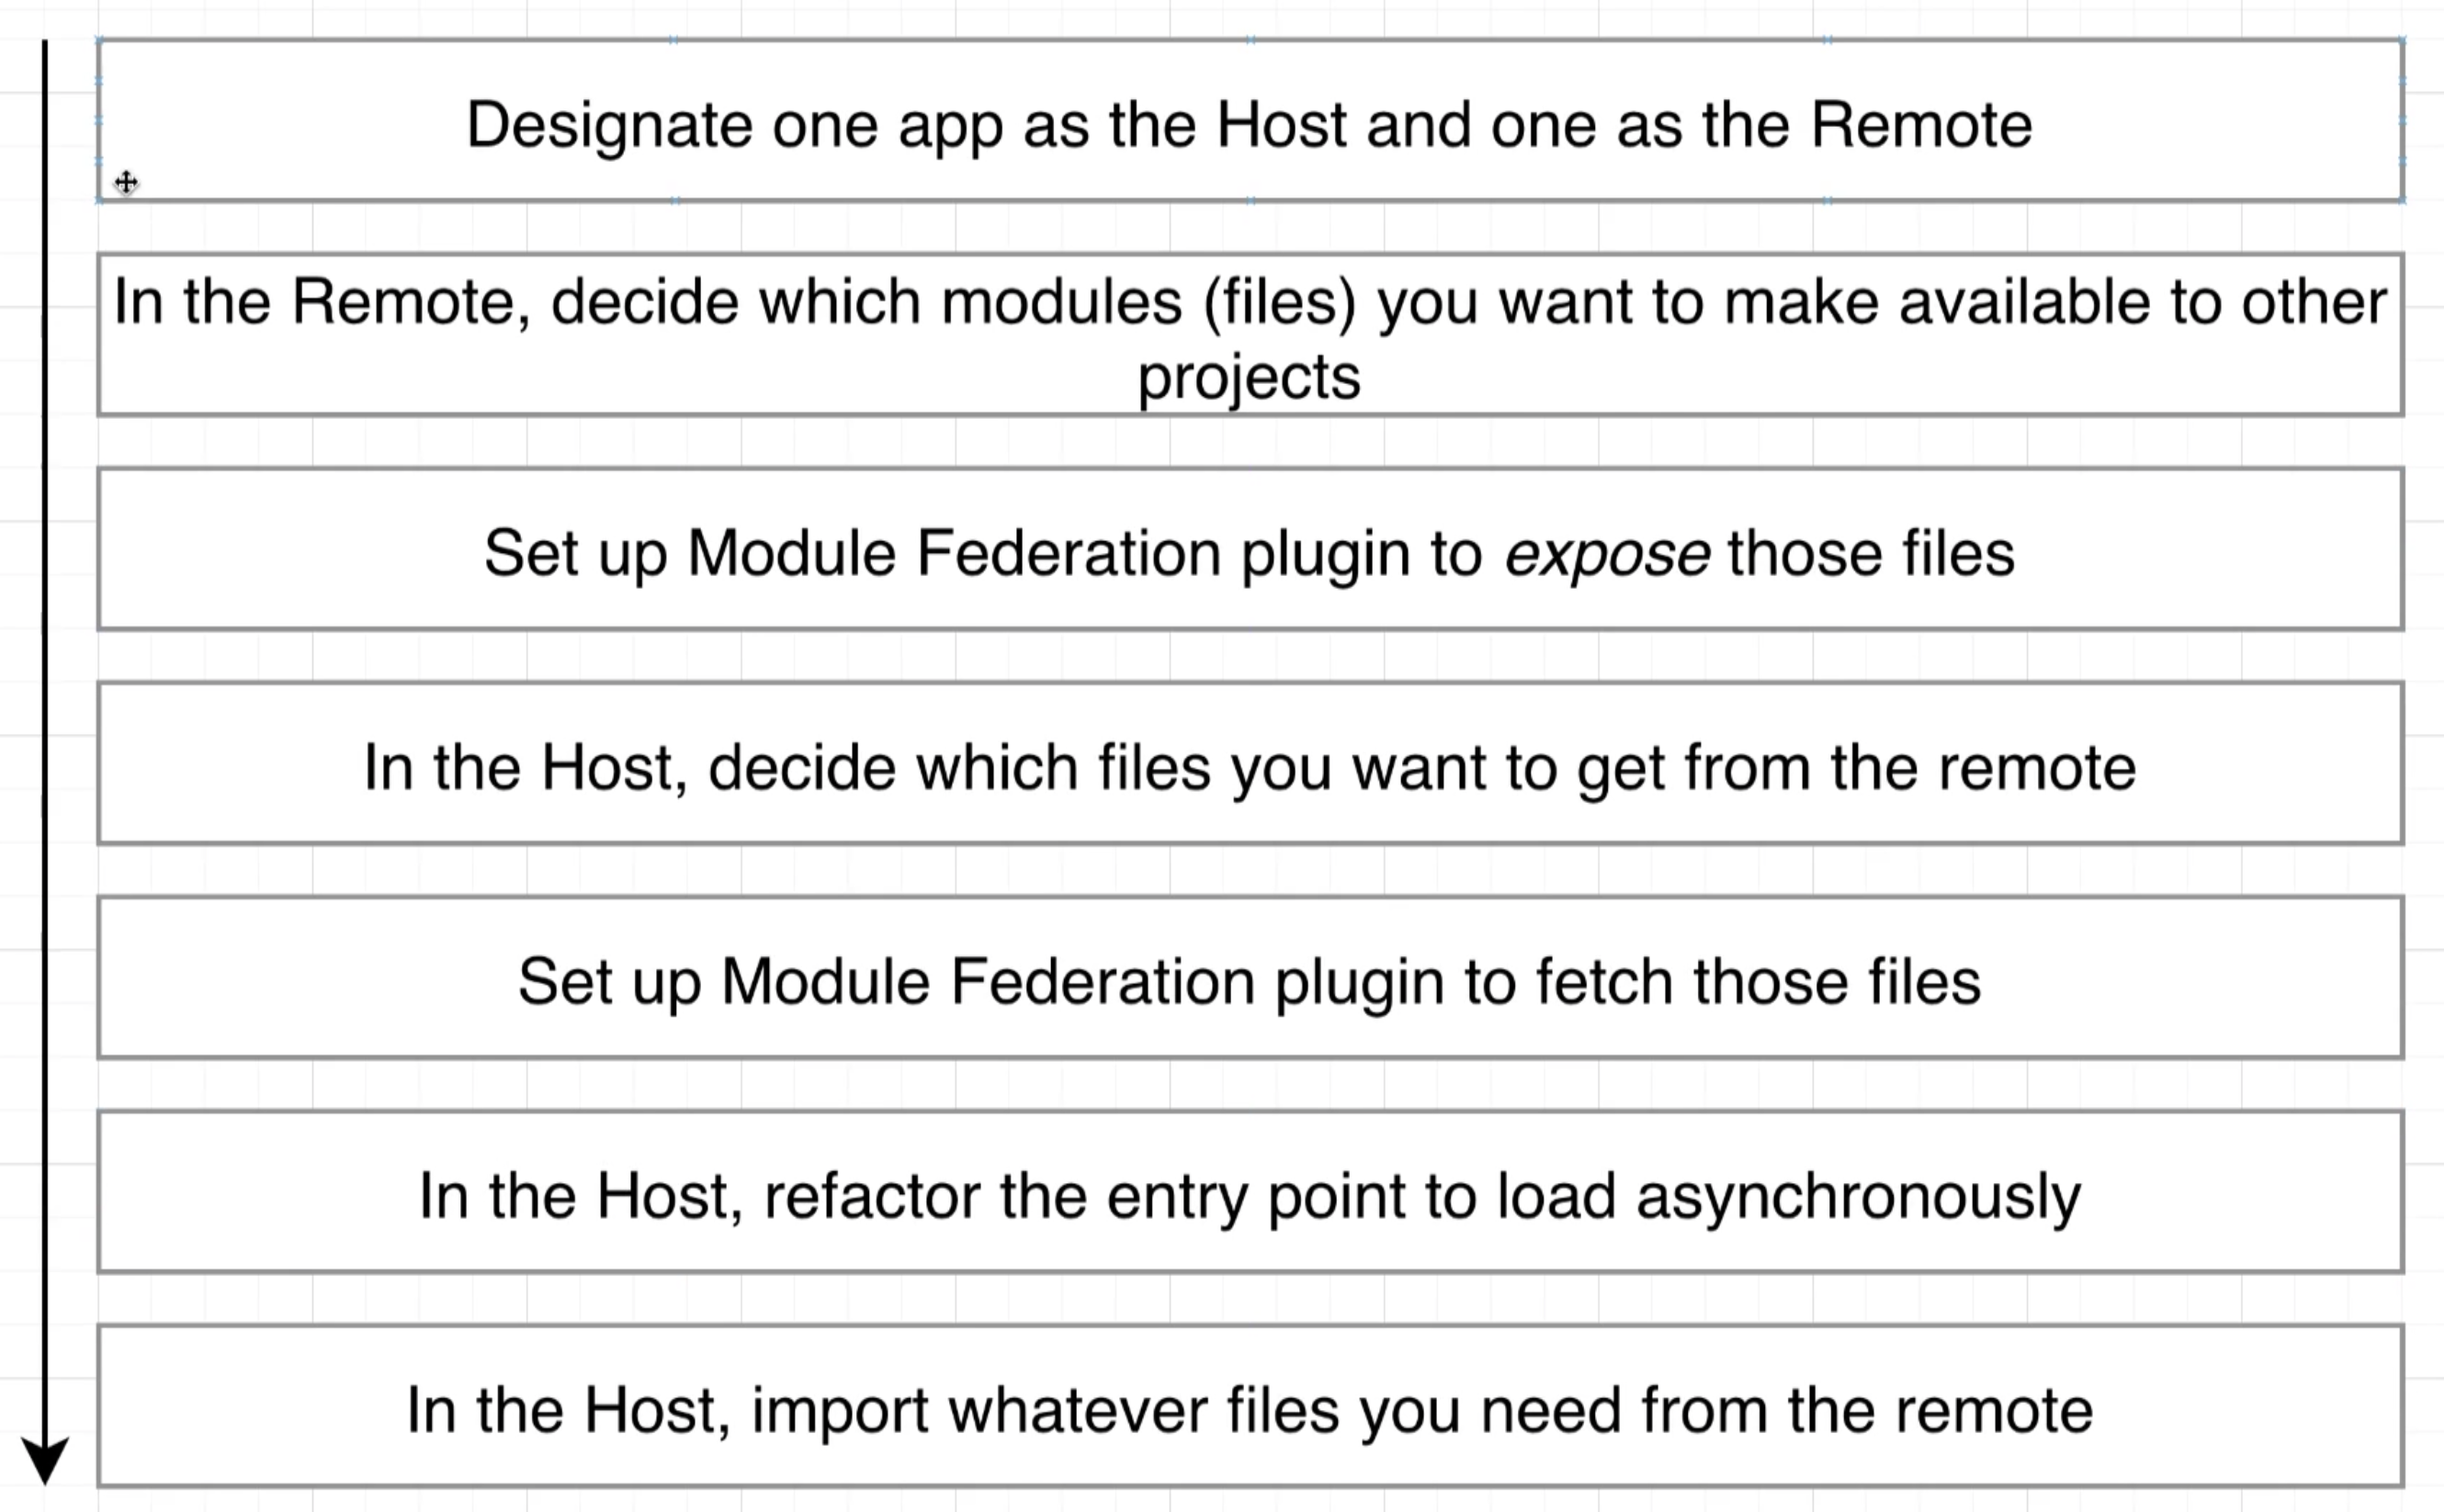 Designate one app as the Host and one as the Remote
In the Remote, decide which modules (files) you want to make available to other
projects
Set up Module Federation plugin to expose those files
In the Host, decide which files you want to get from the remote
Set up Module Federation plugin to fetch those files
In the Host, refactor the entry point to load asynchronously
In the Host, import whatever files you need from the remote